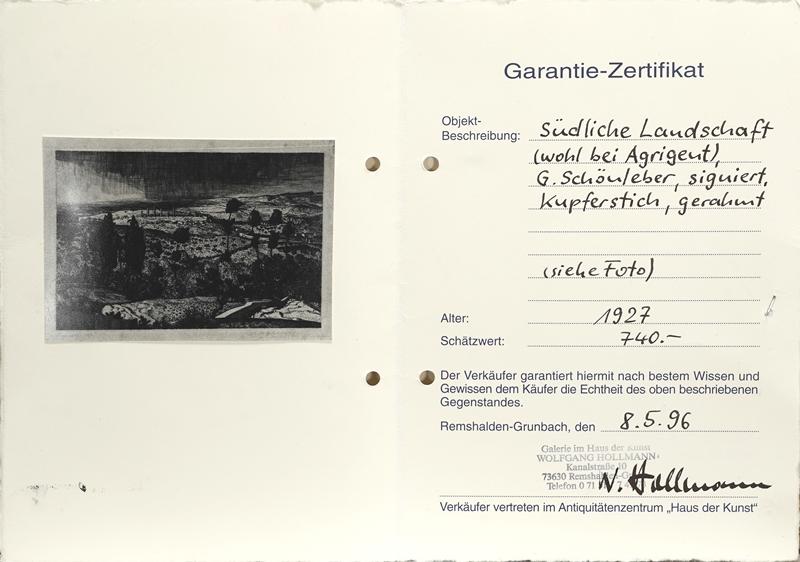 Garantie-Zertifikat
Objekt-
Beschreibung: Südliche Landschaft
(wohl bei Agrigent),
G. Schönleber, signiert,
Kupferstich, gerahmt
(siehe Foto)
Alter: 1927
Schätzwert: 740.-
Der Verkäufer garantiert hiermit nach bestem Wissen und
Gewissen dem Käufer die Echtheit des oben beschriebenen
Gegenstandes.
Remshalden-Grunbach, den 8.5.96
Galerie im Haus der Kunst
WOLFGANG HOLLMANN
Kanalstraße 10
73630
Telefon 0 71
W. Hollmann
Verkäufer vertreten im Antiquitätenzentrum „Haus der Kunst“